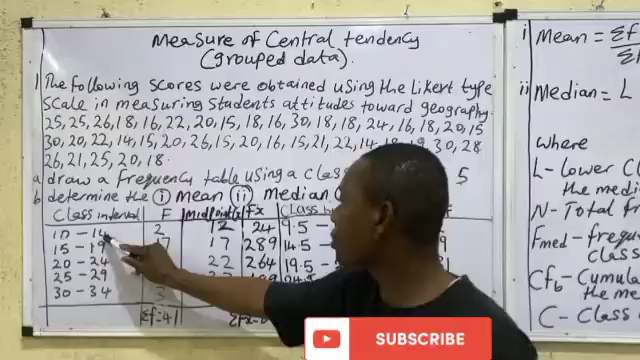 Measure of Central tendency
(grouped data).
1 The following scores were obtained using the Likert type
scale in measuring students attitudes toward geography.
25, 25, 26, 18, 16, 22, 20, 15, 18, 16, 30, 18, 18, 24, 16, 18, 20, 15
30, 20, 22, 14, 15, 20, 26, 15, 20, 16, 15, 21, 22, 14, 18, 19, 30, 28
26, 21, 25, 20, 18.
a draw a frequency table using a class 5
b determine the (i) Mean (ii) Median
Class interval F midpoint fx class
10 - 14 2 12 24 9.5 -
15 - 19 17 17 289 14.5 -
20 - 24 22 264 19.5 -
25 - 29
30 - 34 3
Σf=41 Σfx=
i Mean = Σf
ii Median = L
where
L - Lower C
the med
N - Total fr
Fmed - freque
class
Cfb - Cumula
the me
C - Class
SUBSCRIBE